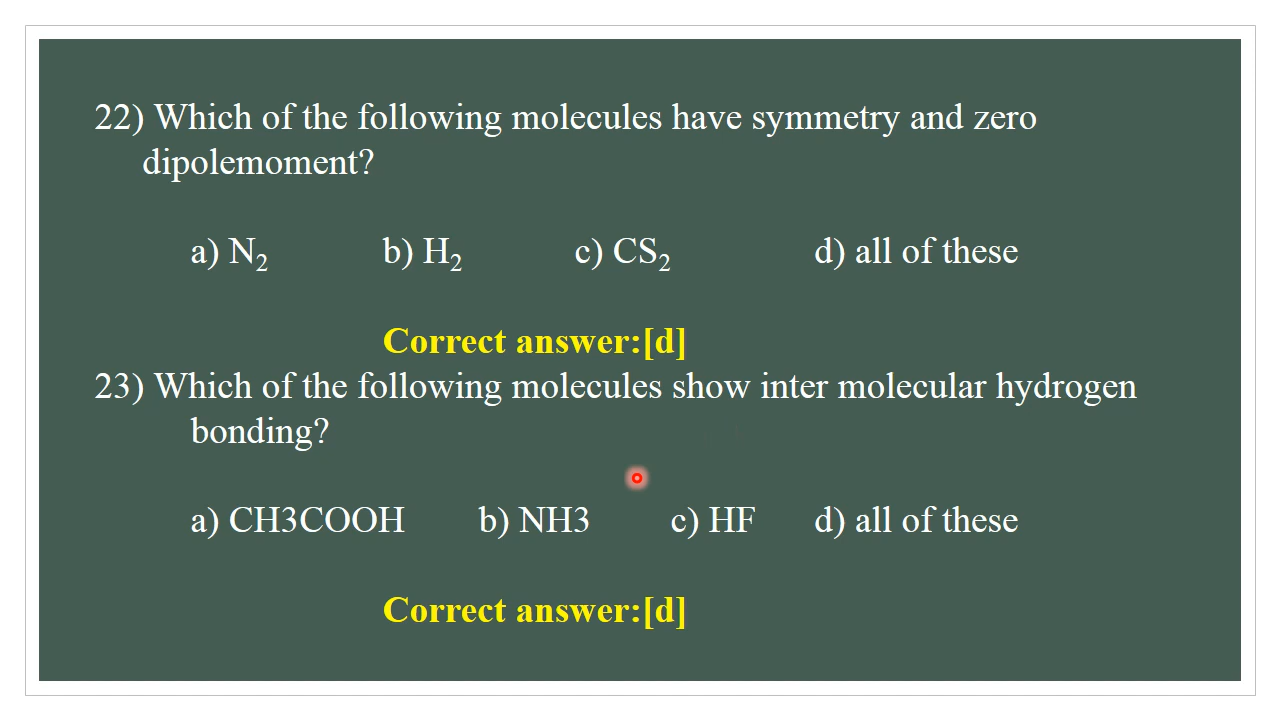 22) Which of the following molecules have symmetry and zero
dipolemoment?
a) N₂ b) H₂ c) CS₂ d) all of these
Correct answer:[d]
23) Which of the following molecules show inter molecular hydrogen
bonding?
a) CH3COOH b) NH3 c) HF d) all of these
Correct answer:[d]